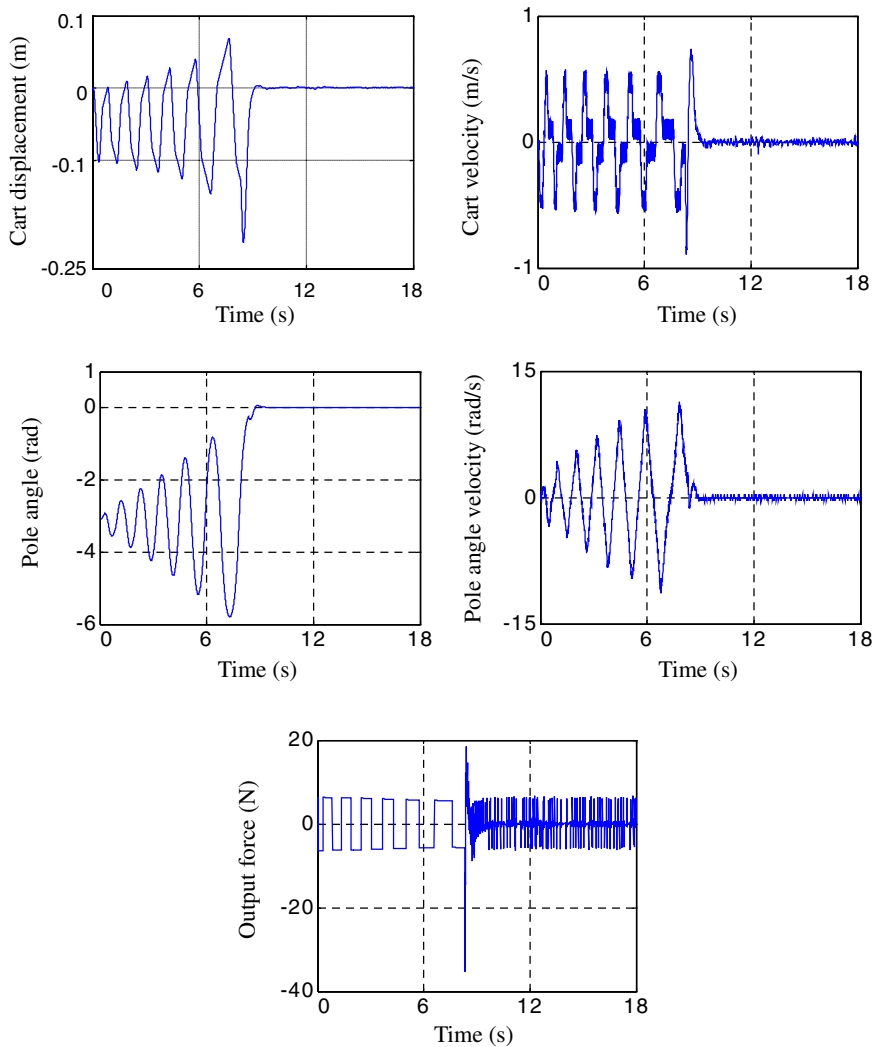 0.1
0
-0.1
-0.25
0 6 12 18
Cart displacement (m)
Time (s)
1
0
-1
0 6 12 18
Cart velocity (m/s)
Time (s)
1
0
-2
-4
-6
0 6 12 18
Pole angle (rad)
Time (s)
15
0
-15
0 6 12 18
Pole angle velocity (rad/s)
Time (s)
20
0
-20
-40
0 6 12 18
Output force (N)
Time (s)